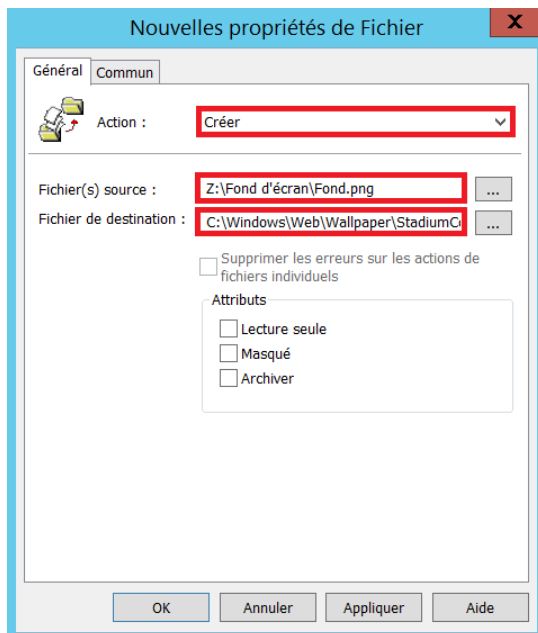 Nouvelles propriétés de Fichier
X
Général Commun
Action : Créer
Fichier(s) source : Z:\Fond d'écran\Fond.png ...
Fichier de destination : C:\Windows\Web\Wallpaper\ ...
Supprimer les erreurs sur les actions de
fichiers individuels
Attributs
Lecture seule
Masqué
Archiver
OK Annuler Appliquer Aide